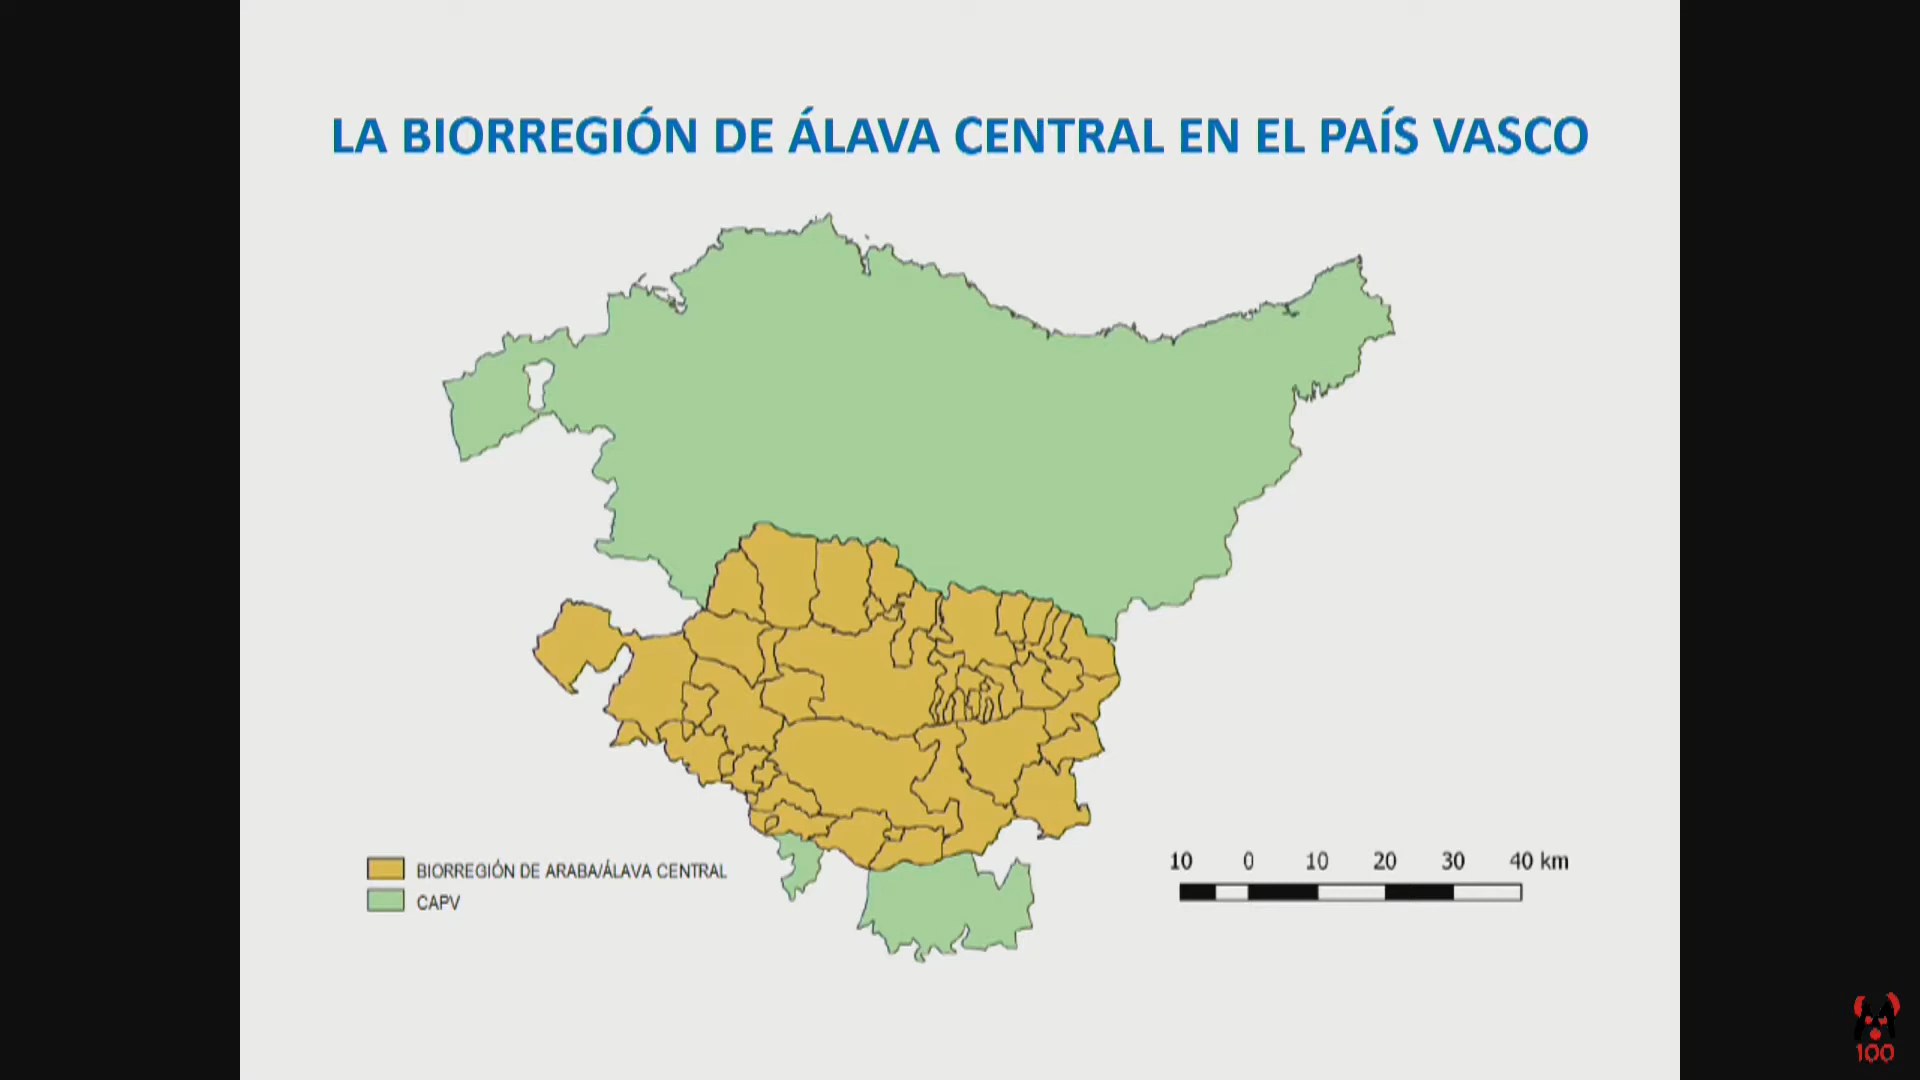 LA BIORREGIÓN DE ÁLAVA CENTRAL EN EL PAÍS VASCO
BIORREGIÓN DE ARABA/ÁLAVA CENTRAL
CAPV
10 0 10 20 30 40 km
100